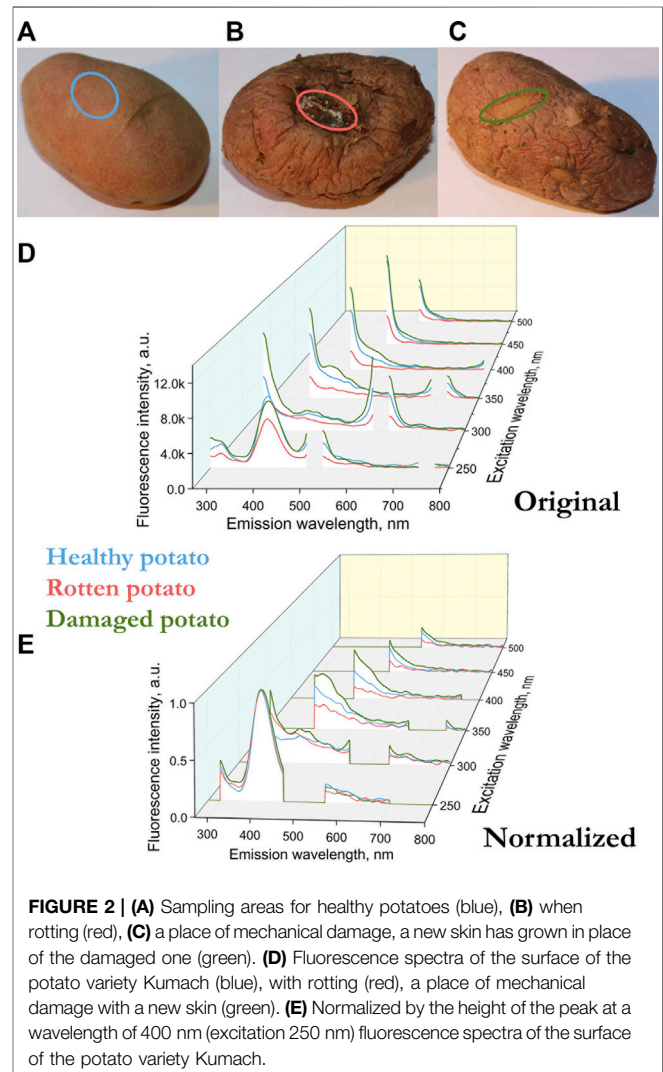 A
B
C
D
Fluorescence intensity, a.u.
12.0k
8.0k
4.0k
0.0
300 400 500 600 700 800
Emission wavelength, nm
500
450
400
350
300
250
Excitation wavelength, nm
Original
Healthy potato
Rotten potato
Damaged potato
E
Fluorescence intensity, a.u.
1.0
0.5
0.0
300 400 500 600 700 800
Emission wavelength, nm
500
450
400
350
300
250
Excitation wavelength, nm
Normalized
FIGURE 2 | (A) Sampling areas for healthy potatoes (blue), (B) when
rotting (red), (C) a place of mechanical damage, a new skin has grown in place
of the damaged one (green). (D) Fluorescence spectra of the surface of the
potato variety Kumach (blue), with rotting (red), a place of mechanical
damage with a new skin (green). (E) Normalized by the height of the peak at a
wavelength of 400 nm (excitation 250 nm) fluorescence spectra of the surface
of the potato variety Kumach.